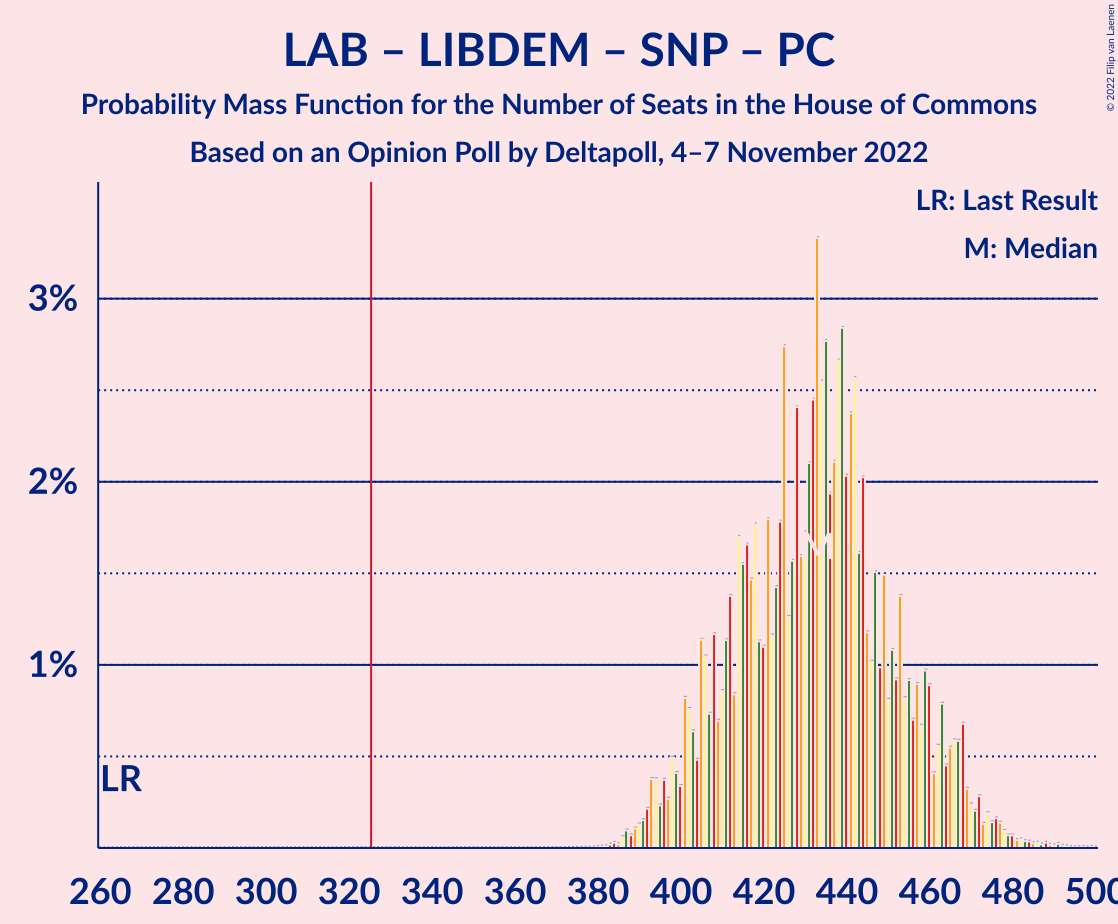 LAB – LIBDEM – SNP – PC
Probability Mass Function for the Number of Seats in the House of Commons
Based on an Opinion Poll by Deltapoll, 4–7 November 2022
© 2022 Filip van Laenen
LR: Last Result
M: Median
3%
2%
1%
LR
260 280 300 320 340 360 380 400 420 440 460 480 500